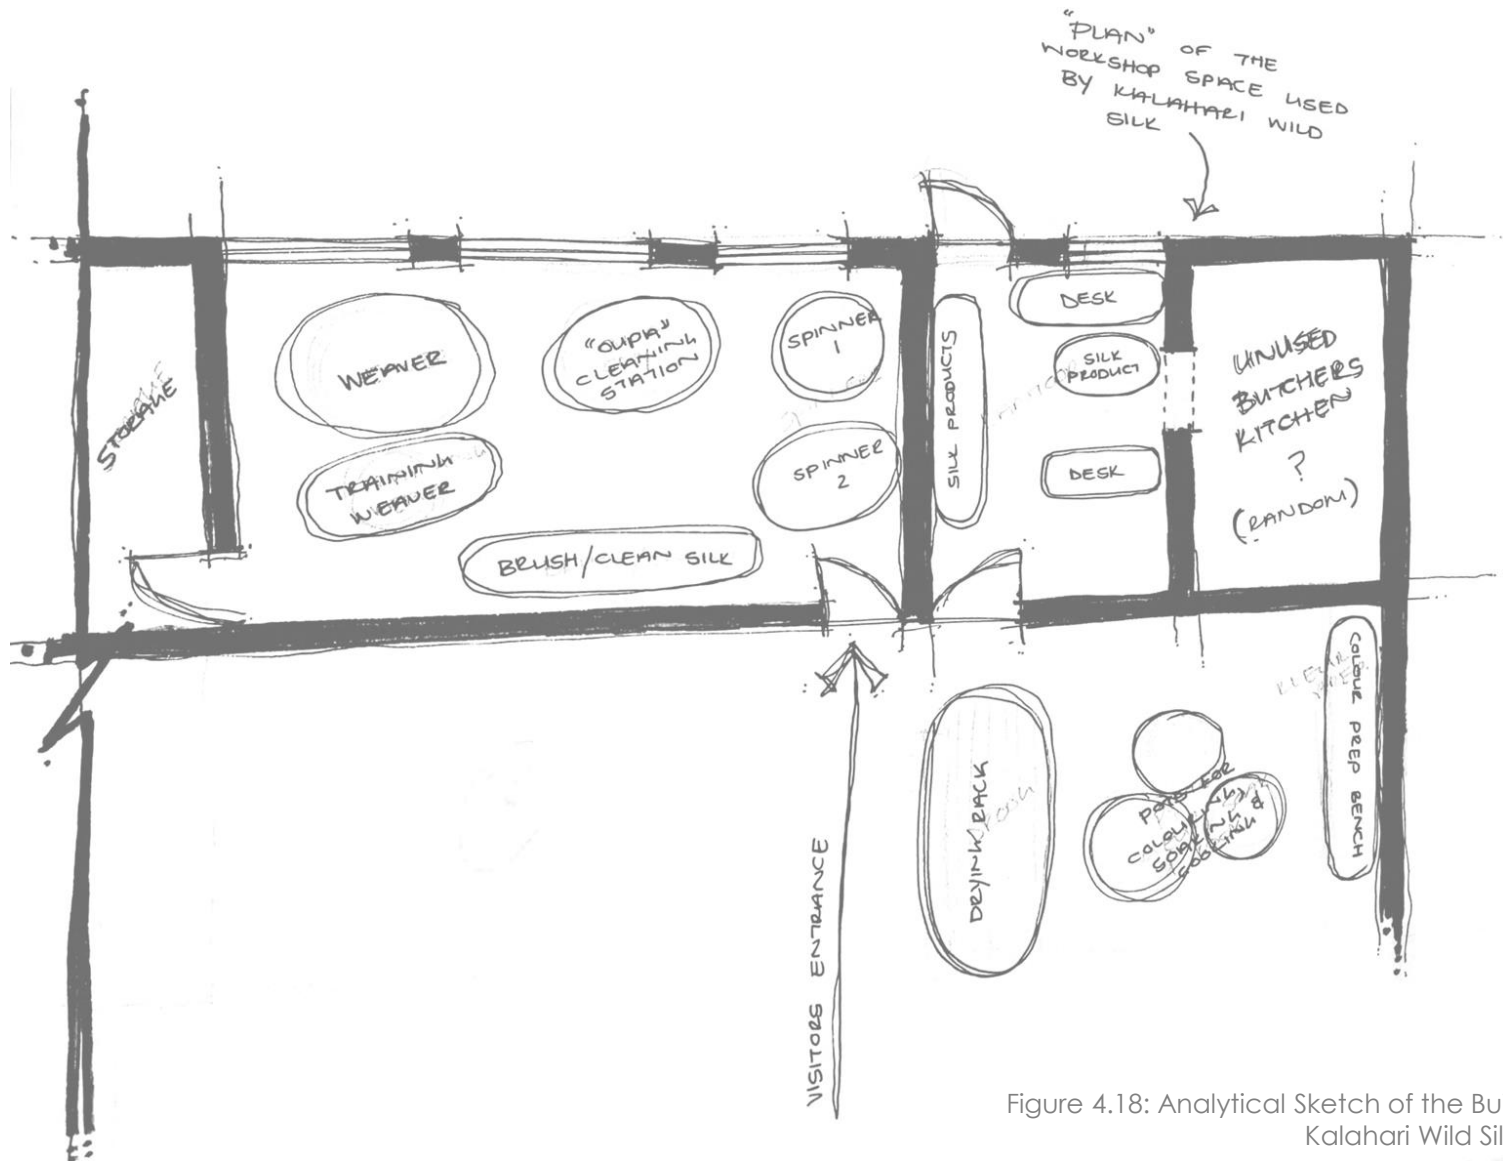 "PLAN" OF THE
WORKSHOP SPACE USED
BY KALAHARI WILD
SILK
STORAGE
WEAVER
"OUPA"
CLEANING
STATION
SPINNER
1
TRAINING
WEAVER
SPINNER
2
BRUSH/CLEAN SILK
SILK PRODUCTS
DESK
SILK
PRODUCT
DESK
UNUSED
BUTCHERS
KITCHEN
?
(RANDOM)
VISITORS ENTRANCE
DRYING RACK
POTS FOR
COLOURING,
SOAKING &
COOKING
COLOUR PREP BENCH
Figure 4.18: Analytical Sketch of the Bu
Kalahari Wild Sil